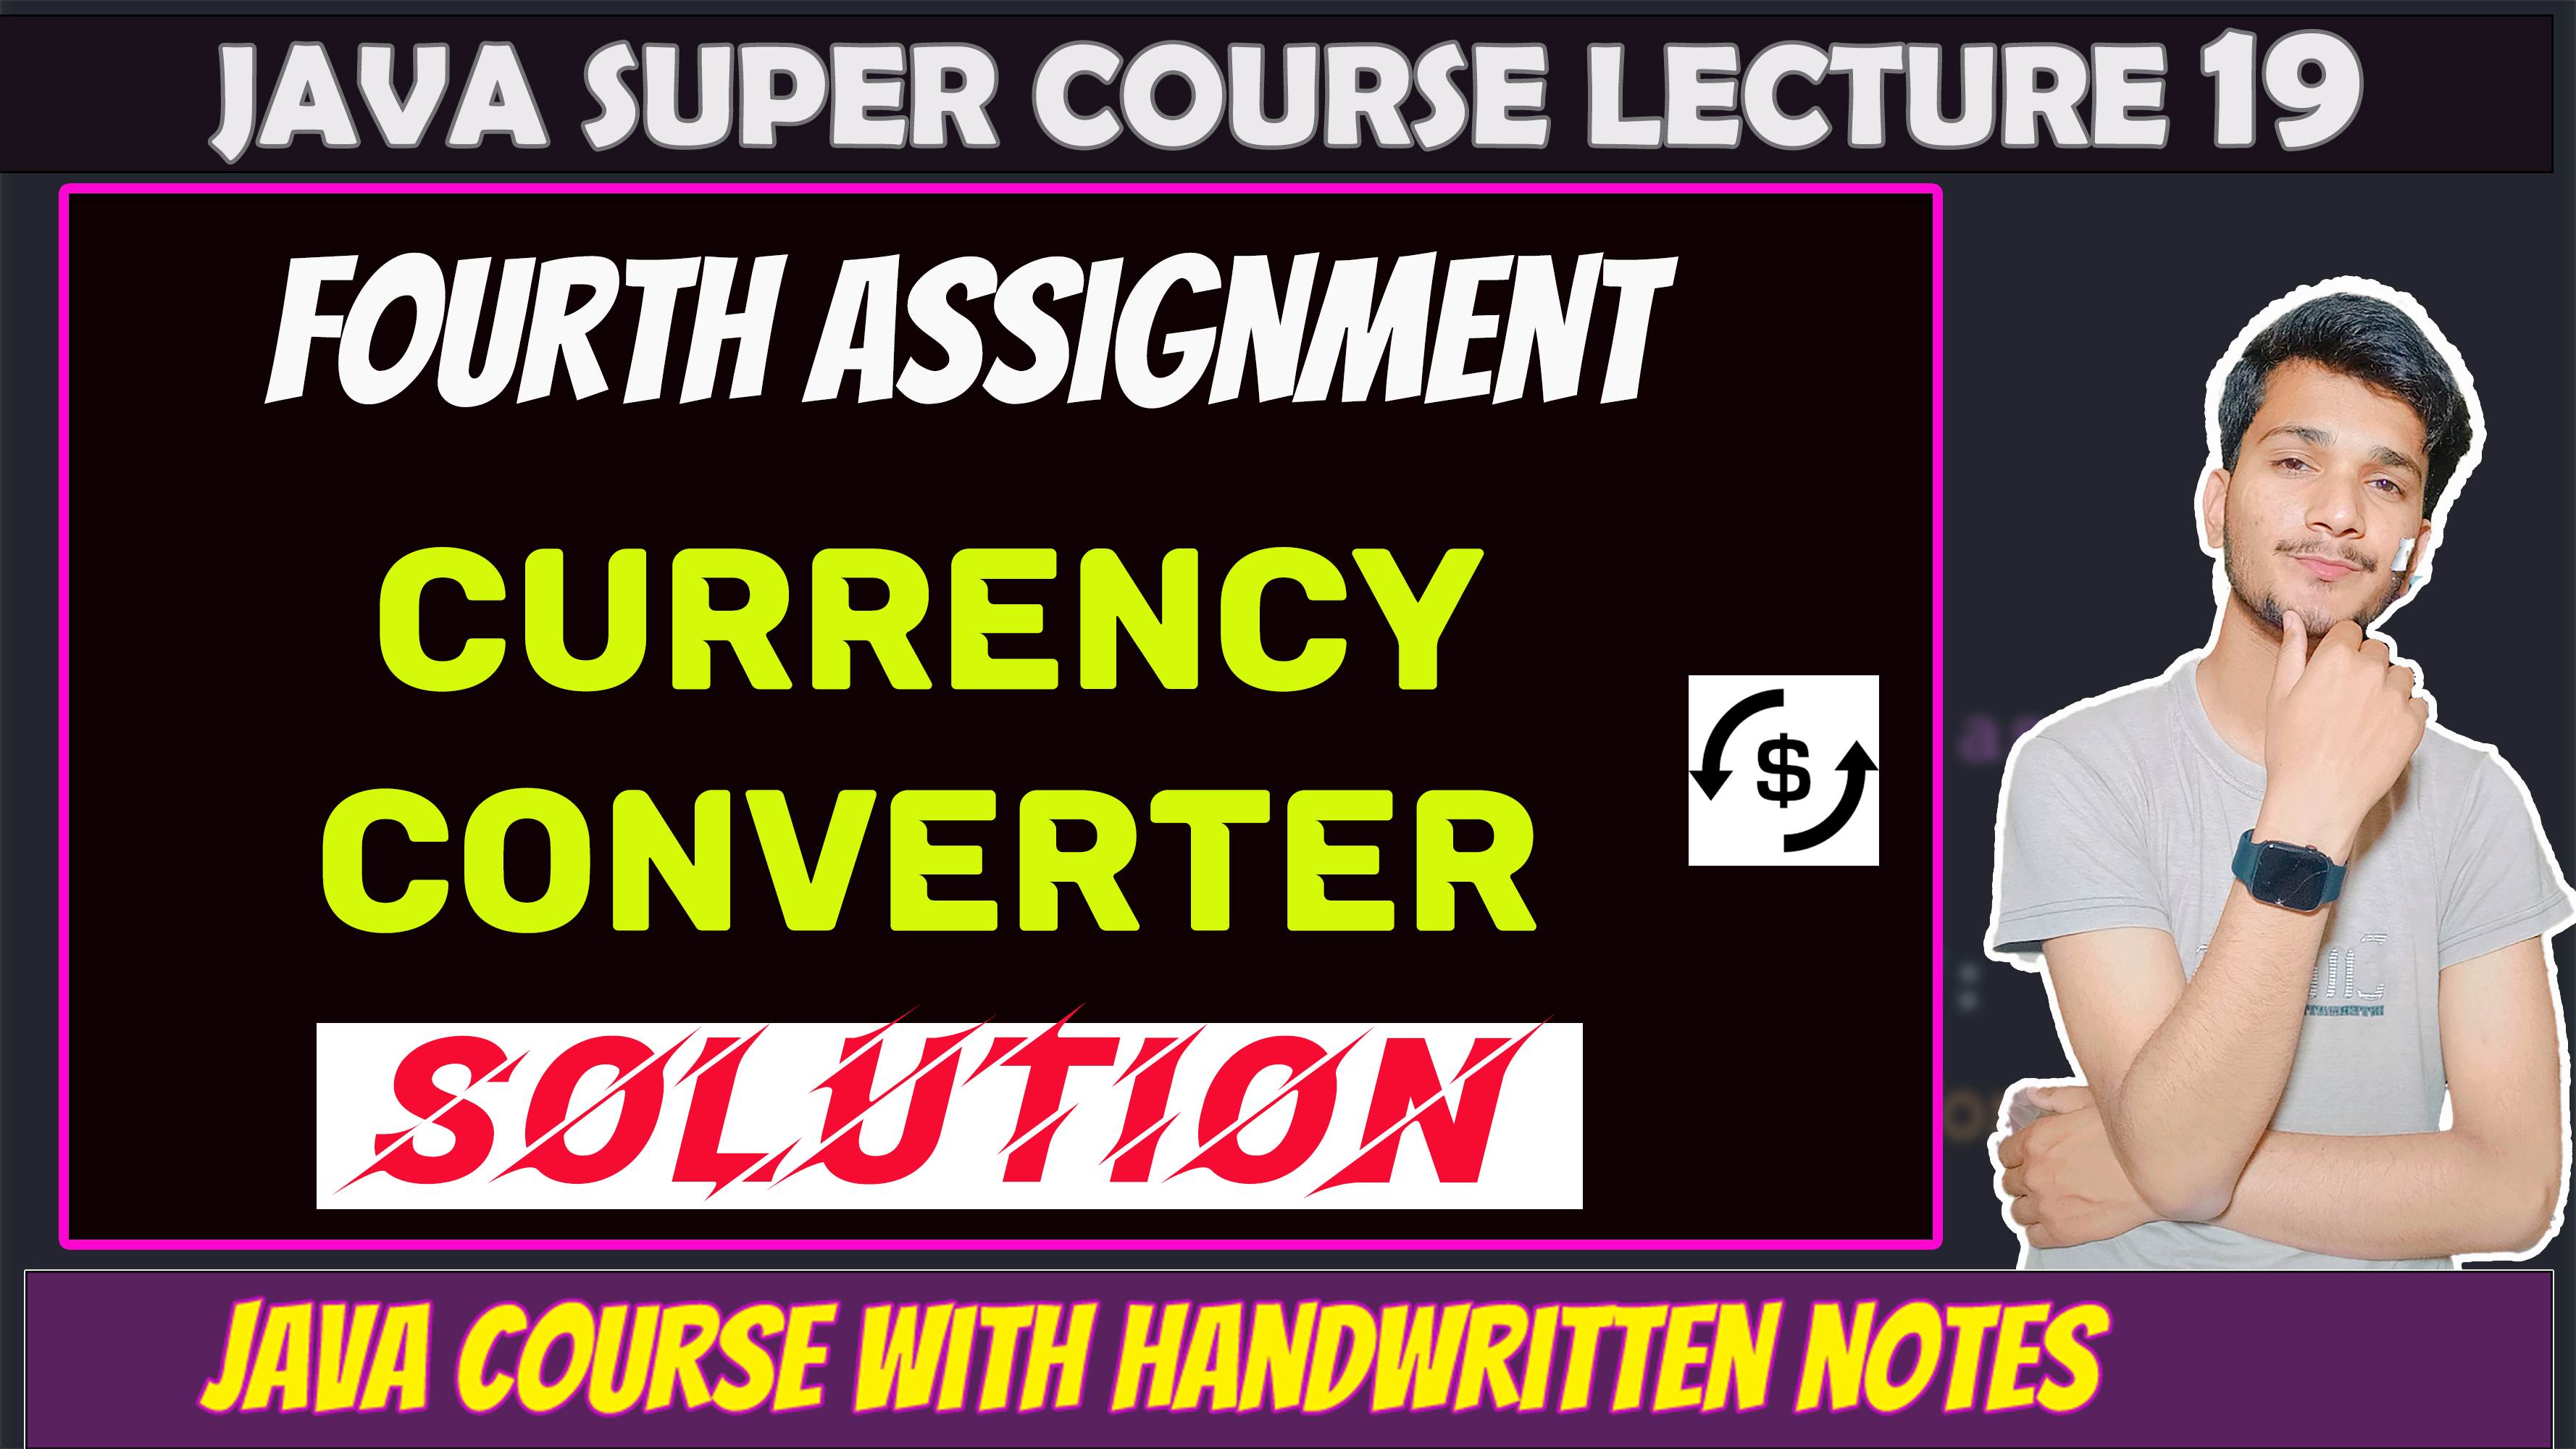 JAVA SUPER COURSE LECTURE 19
FOURTH ASSIGNMENT
CURRENCY
CONVERTER
$
SOLUTION
JAVA COURSE WITH HANDWRITTEN NOTES